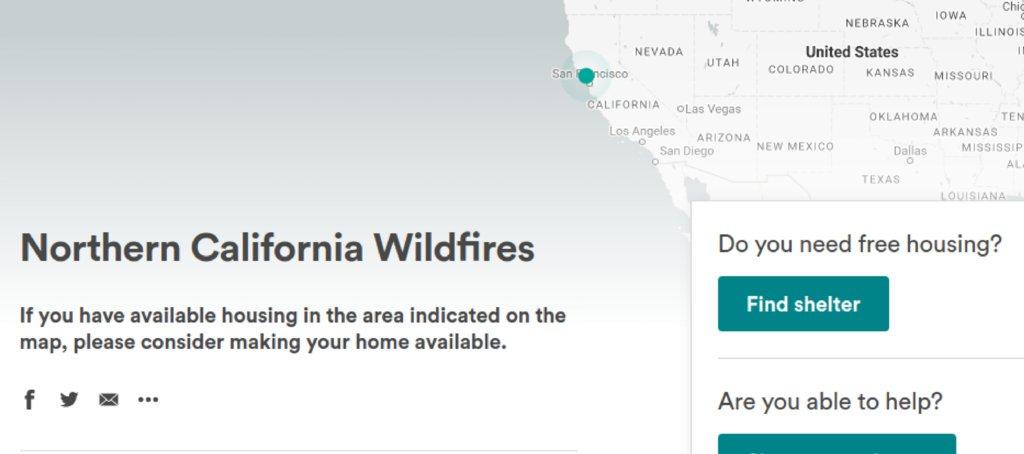 NEBRASKA
IOWA
ILLINOIS
NEVADA
United States
UTAH
COLORADO
KANSAS
MISSOURI
San Francisco
CALIFORNIA
Las Vegas
OKLAHOMA
Los Angeles
ARIZONA
ARKANSAS
San Diego
NEW MEXICO
Dallas
MISSISSIP
TEXAS
LOUISIANA
Northern California Wildfires
Do you need free housing?
Find shelter
If you have available housing in the area indicated on the
map, please consider making your home available.
Are you able to help?